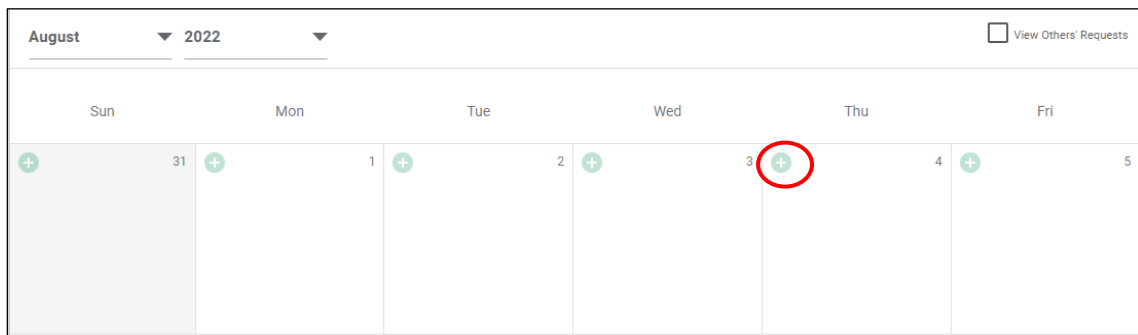 August 2022 View Others' Requests
Sun Mon Tue Wed Thu Fri
31 1 2 3 4 5